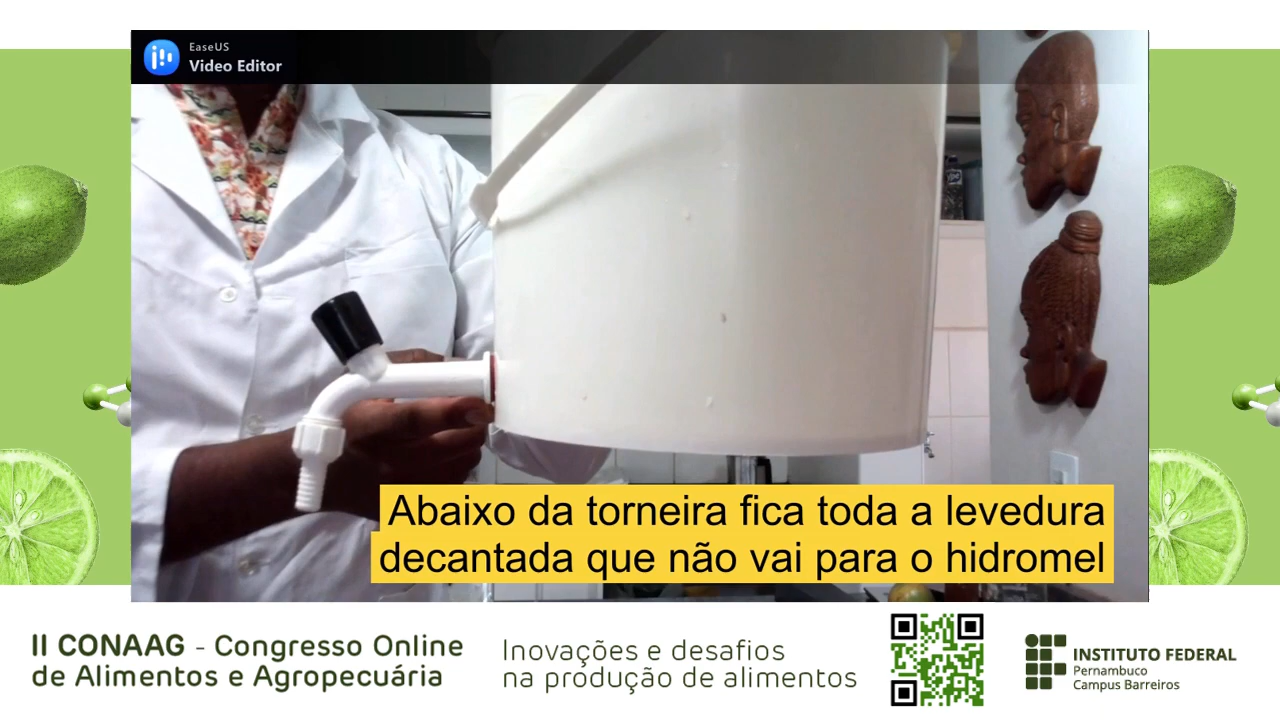 EaseUS
Video Editor
Abaixo da torneira fica toda a levedura
decantada que não vai para o hidromel
II CONAAG - Congresso Online
de Alimentos e Agropecuária
Inovações e desafios
na produção de alimentos
INSTITUTO FEDERAL
Pernambuco
Campus Barreiros